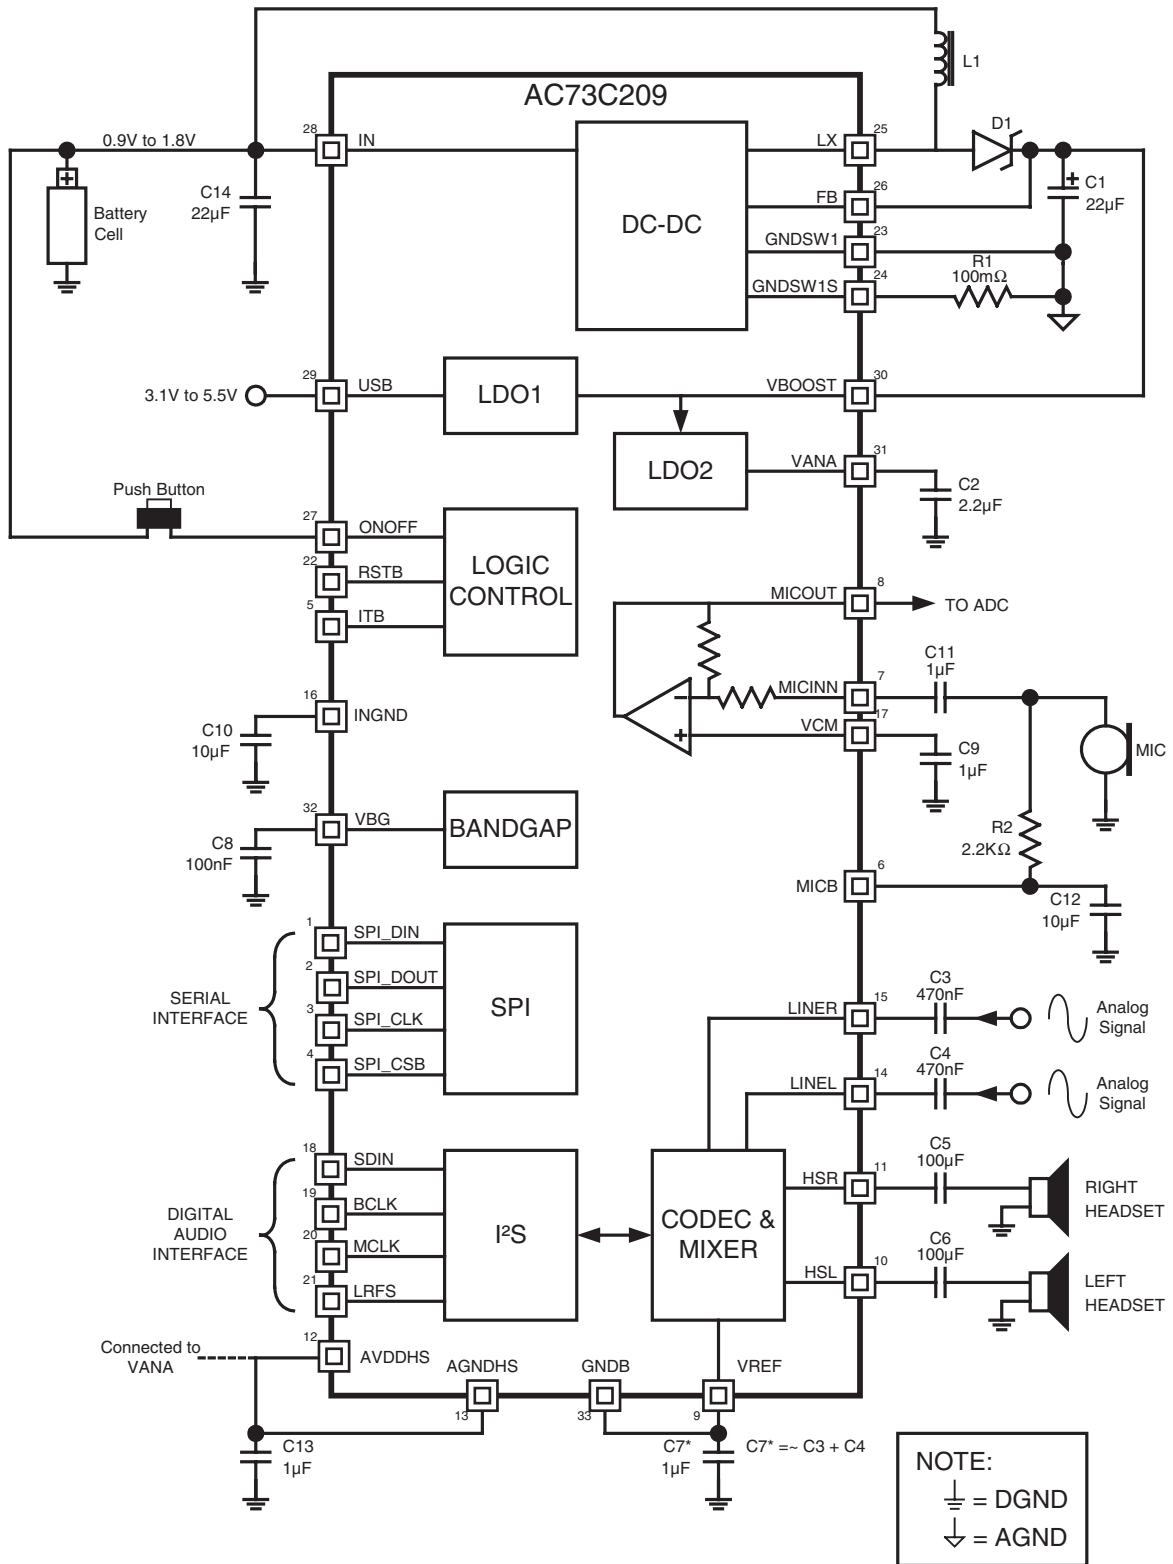 L1
AC73C209
0.9V to 1.8V
28
IN
Battery
Cell
C14
22µF
DC-DC
LX
25
D1
FB
26
C1
22µF
GNDSW1
23
GNDSW1S
24
R1
100mΩ
3.1V to 5.5V
29
USB
LDO1
VBOOST
30
LDO2
VANA
31
C2
2.2µF
Push Button
27
ONOFF
22
RSTB
5
ITB
LOGIC
CONTROL
MICOUT
8
TO ADC
C11
1µF
MICINN
7
VCM
17
C9
1µF
MIC
16
INGND
C10
10µF
32
VBG
C8
100nF
BANDGAP
R2
2.2KΩ
MICB
6
C12
10µF
SERIAL
INTERFACE
1
SPI_DIN
2
SPI_DOUT
3
SPI_CLK
4
SPI_CSB
SPI
LINER
15
C3
470nF
Analog
Signal
LINEL
14
C4
470nF
Analog
Signal
DIGITAL
AUDIO
INTERFACE
18
SDIN
19
BCLK
20
MCLK
21
LRFS
I²S
CODEC &
MIXER
HSR
11
C5
100µF
RIGHT
HEADSET
HSL
10
C6
100µF
LEFT
HEADSET
Connected to
VANA
12
AVDDHS
AGNDHS
13
GNDB
33
VREF
9
C13
1µF
C7*
1µF
C7* =~ C3 + C4
NOTE:
= DGND
= AGND